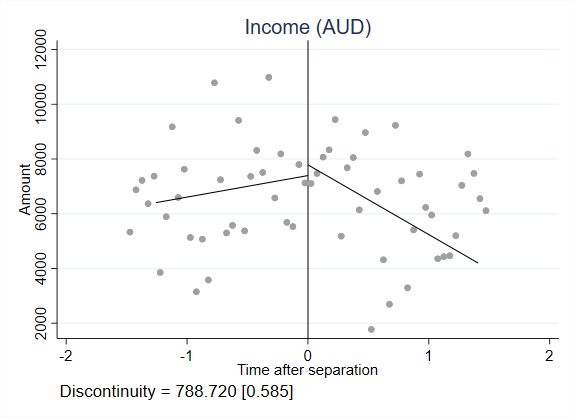 Income (AUD)
12000
10000
8000
6000
4000
2000
Amount
-2 -1 0 1 2
Time after separation
Discontinuity = 788.720 [0.585]